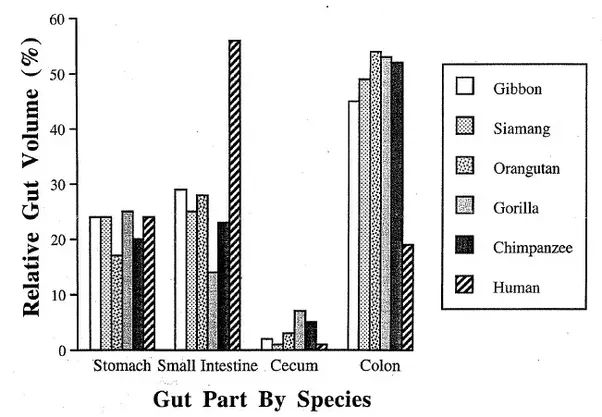 Relative Gut Volume (%)
60
50
40
30
20
10
0
Stomach Small Intestine Cecum Colon
Gut Part By Species
Gibbon
Siamang
Orangutan
Gorilla
Chimpanzee
Human